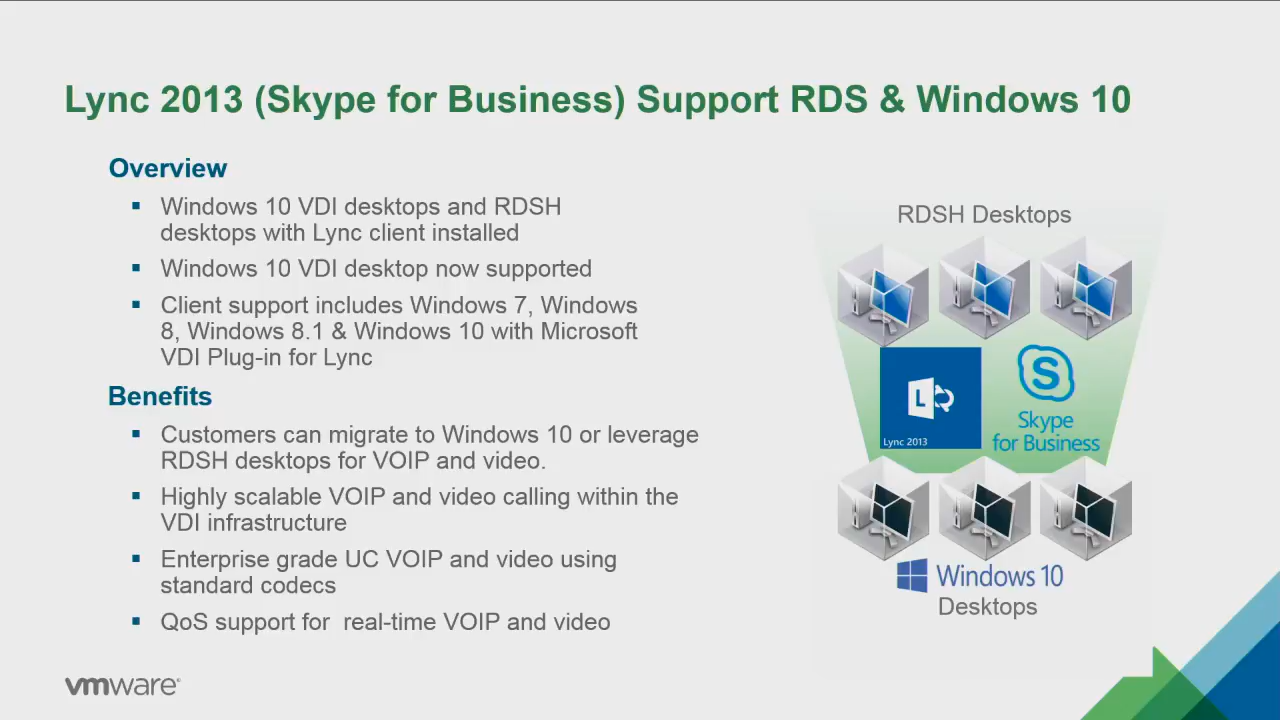 Lync 2013 (Skype for Business) Support RDS & Windows 10
Overview
▪ Windows 10 VDI desktops and RDSH
desktops with Lync client installed
▪ Windows 10 VDI desktop now supported
▪ Client support includes Windows 7, Windows
8, Windows 8.1 & Windows 10 with Microsoft
VDI Plug-in for Lync
Benefits
▪ Customers can migrate to Windows 10 or leverage
RDSH desktops for VOIP and video.
▪ Highly scalable VOIP and video calling within the
VDI infrastructure
▪ Enterprise grade UC VOIP and video using
standard codecs
▪ QoS support for  real-time VOIP and video
RDSH Desktops
L
Lync 2013
S
Skype
for Business
Windows 10
Desktops
vmware®